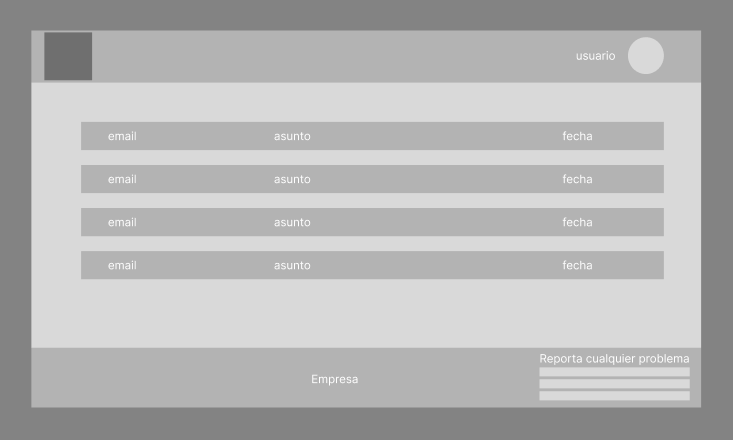 usuario
email asunto fecha
email asunto fecha
email asunto fecha
email asunto fecha
Reporta cualquier problema
Empresa